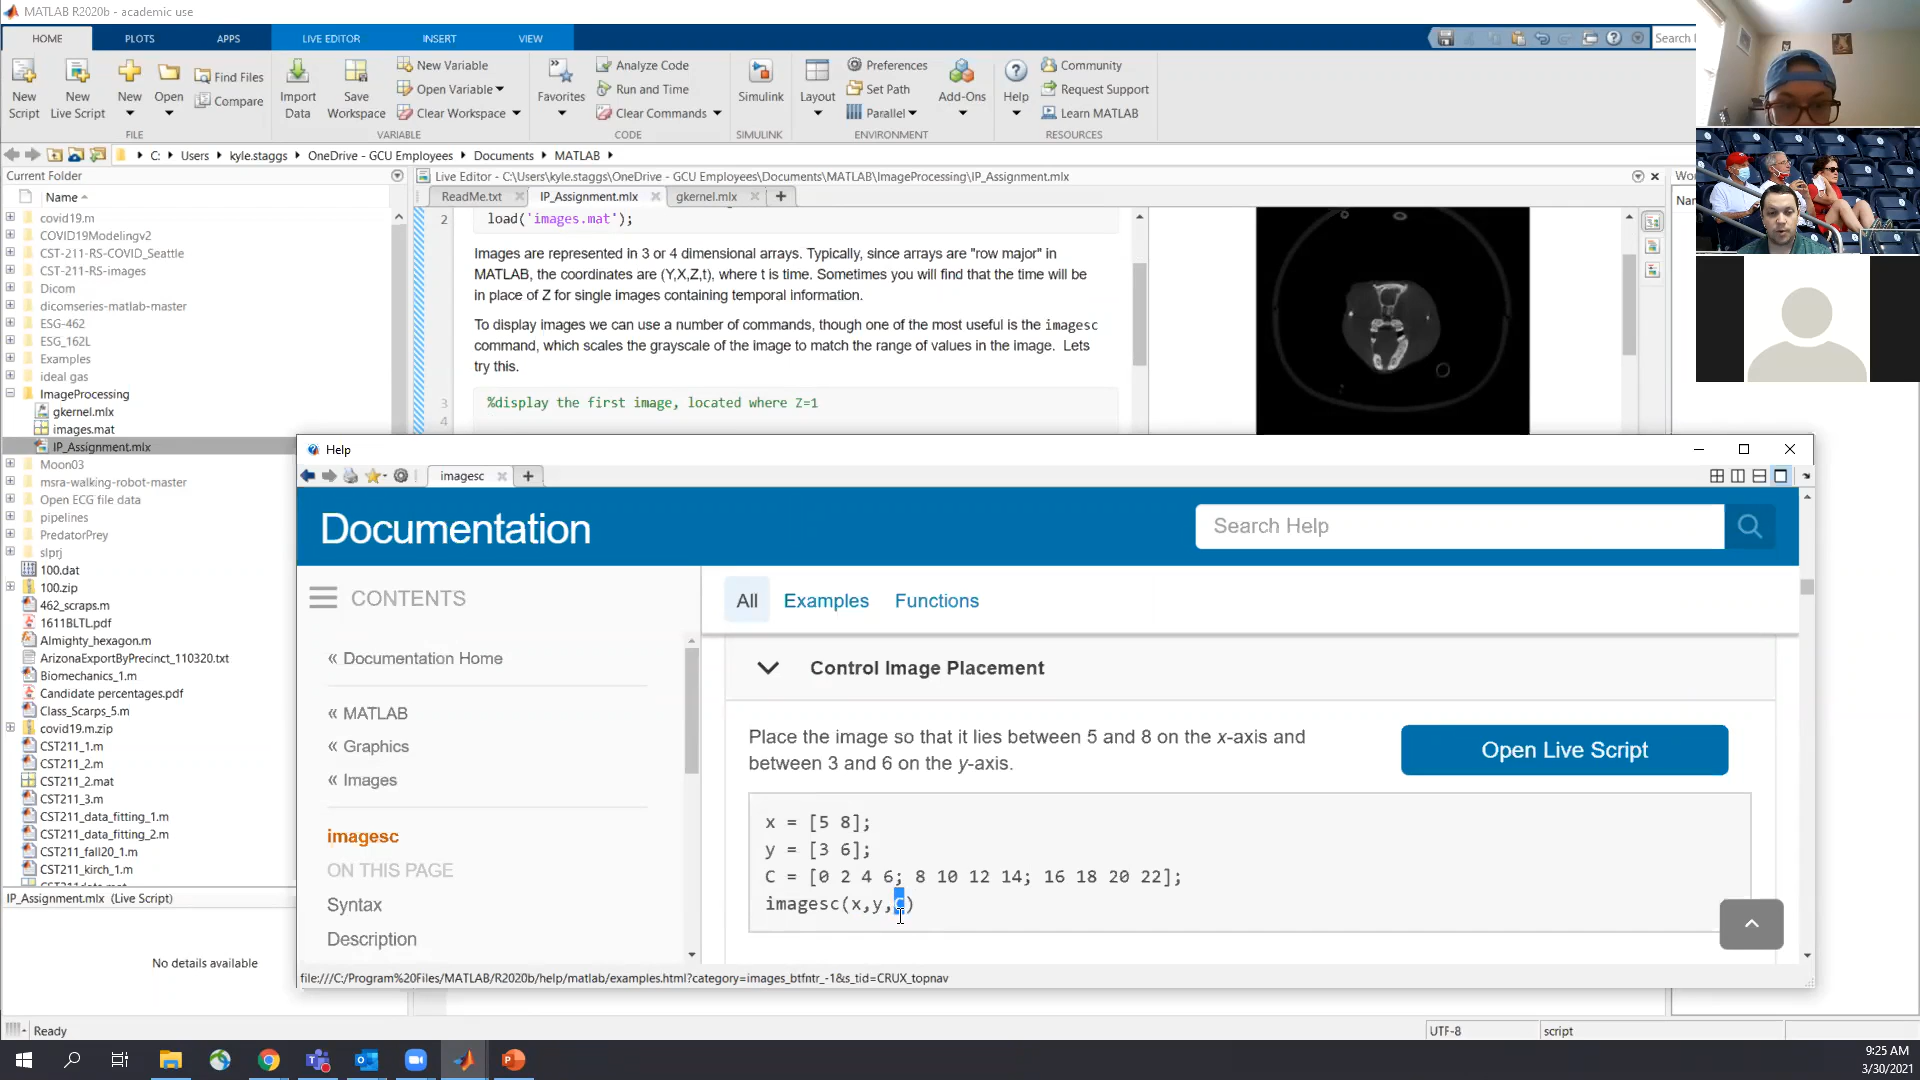 MATLAB R2020b - academic use
HOME PLOTS APPS LIVE EDITOR INSERT VIEW
New Script
New Live Script
New
Open
Find Files
Compare
FILE
Import Data
Save Workspace
New Variable
Open Variable
Clear Workspace
VARIABLE
Favorites
Analyze Code
Run and Time
Clear Commands
CODE
Simulink
SIMULINK
Layout
Preferences
Set Path
Parallel
Add-Ons
ENVIRONMENT
Help
Community
Request Support
Learn MATLAB
RESOURCES
C: Users kyle.staggs OneDrive - GCU Employees Documents MATLAB
Current Folder
Name
covid19.m
COVID19Modelingv2
CST-211-RS-COVID_Seattle
CST-211-RS-images
Dicom
dicomseries-matlab-master
ESG-462
ESG_162L
Examples
ideal gas
ImageProcessing
gkernel.mlx
images.mat
IP_Assignment.mlx
Moon03
msra-walking-robot-master
Open ECG file data
pipelines
PredatorPrey
slprj
100.dat
100.zip
462_scraps.m
1611BLTL.pdf
Almighty_hexagon.m
ArizonaExportByPrecinct_110320.txt
Biomechanics_1.m
Candidate percentages.pdf
Class_Scarps_5.m
covid19.m.zip
CST211_1.m
CST211_2.m
CST211_2.mat
CST211_3.m
CST211_data_fitting_1.m
CST211_data_fitting_2.m
CST211_fall20_1.m
CST211_kirch_1.m
IP_Assignment.mlx (Live Script)
No details available
Live Editor - C:\Users\kyle.staggs\OneDrive - GCU Employees\Documents\MATLAB\ImageProcessing\IP_Assignment.mlx
ReadMe.txt IP_Assignment.mlx gkernel.mlx
2 load('images.mat');
Images are represented in 3 or 4 dimensional arrays. Typically, since arrays are "row major" in
MATLAB, the coordinates are (Y,X,Z,t), where t is time. Sometimes you will find that the time will be
in place of Z for single images containing temporal information.
To display images we can use a number of commands, though one of the most useful is the imagesc
command, which scales the grayscale of the image to match the range of values in the image. Lets
try this.
3 %display the first image, located where Z=1
4
Help
imagesc
Documentation
Search Help
CONTENTS
« Documentation Home
« MATLAB
« Graphics
« Images
imagesc
ON THIS PAGE
Syntax
Description
All Examples Functions
Control Image Placement
Place the image so that it lies between 5 and 8 on the x-axis and
between 3 and 6 on the y-axis.
Open Live Script
x = [5 8];
y = [3 6];
C = [0 2 4 6; 8 10 12 14; 16 18 20 22];
imagesc(x,y,C)
file:///C:/Program%20Files/MATLAB/R2020b/help/matlab/examples.html?category=images_btfntr_-1&s_tid=CRUX_topnav
Ready
UTF-8 script
9:25 AM
3/30/2021